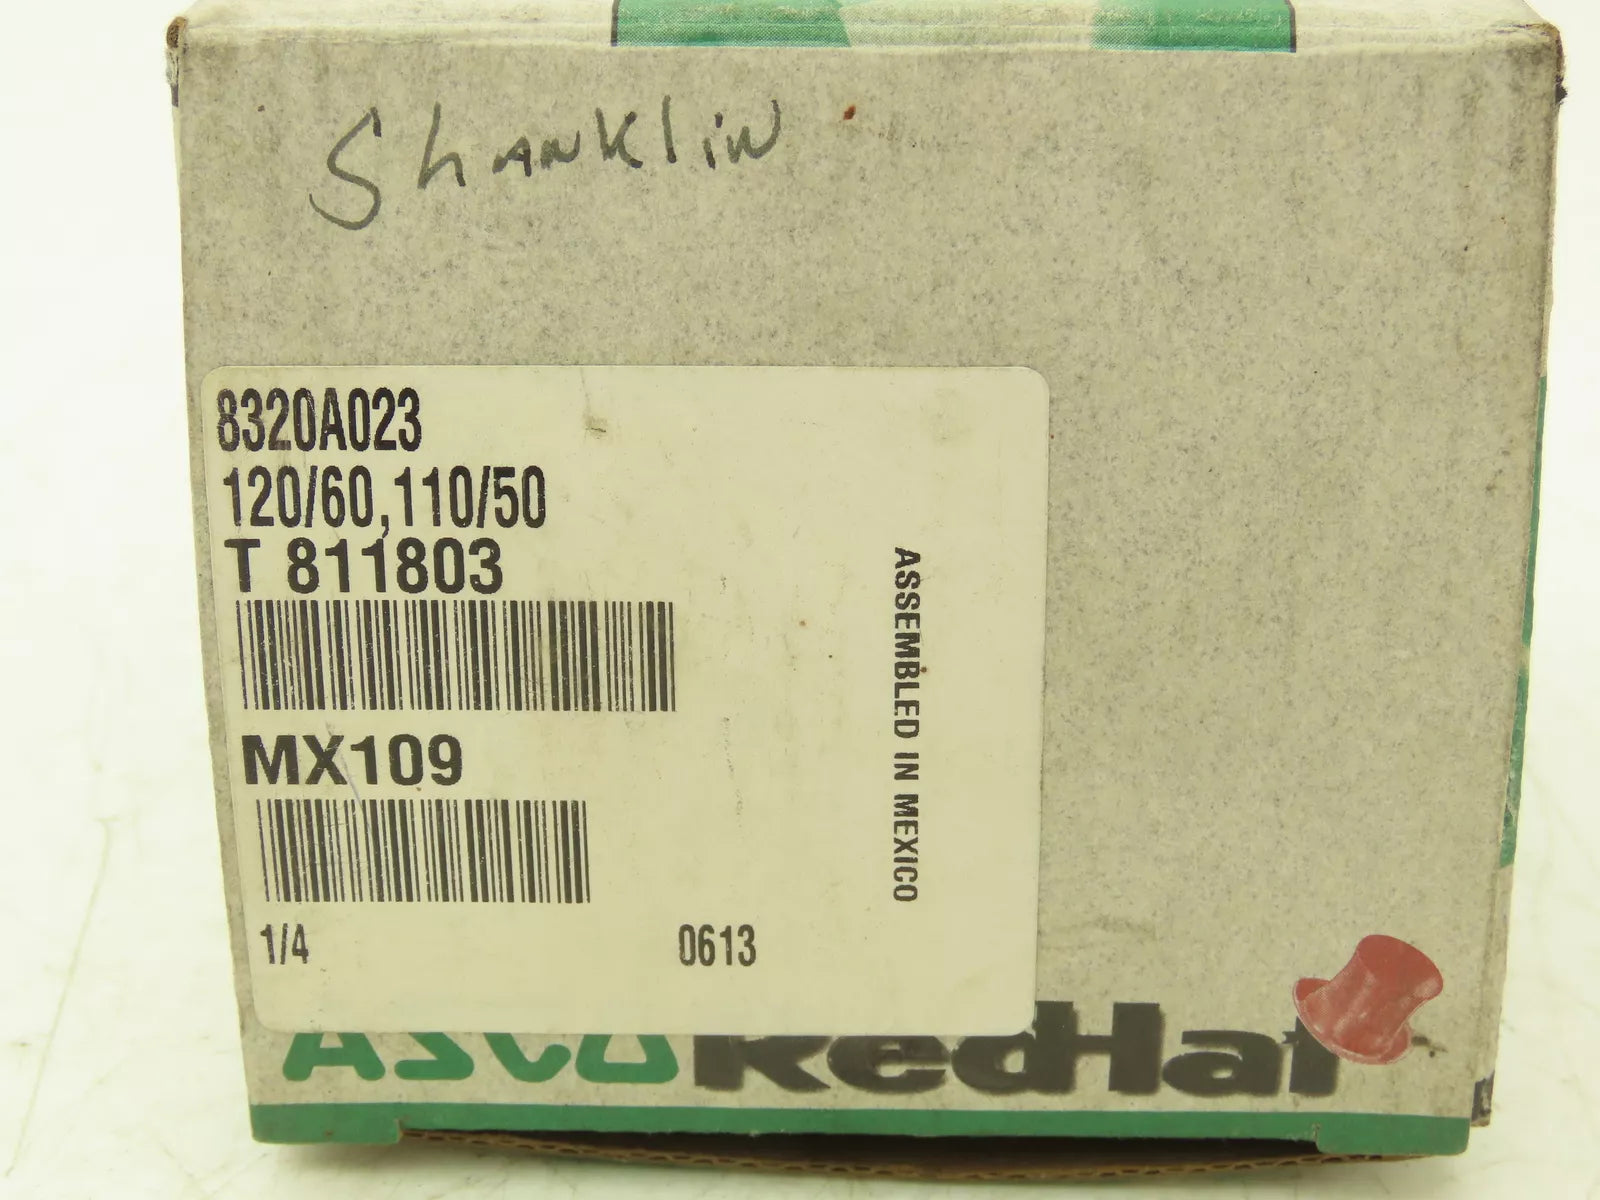 Shanklin
8320A023
120/60,110/50
T 811803
MX109
1/4
0613
ASSEMBLED IN MEXICO
ASCO RedHat